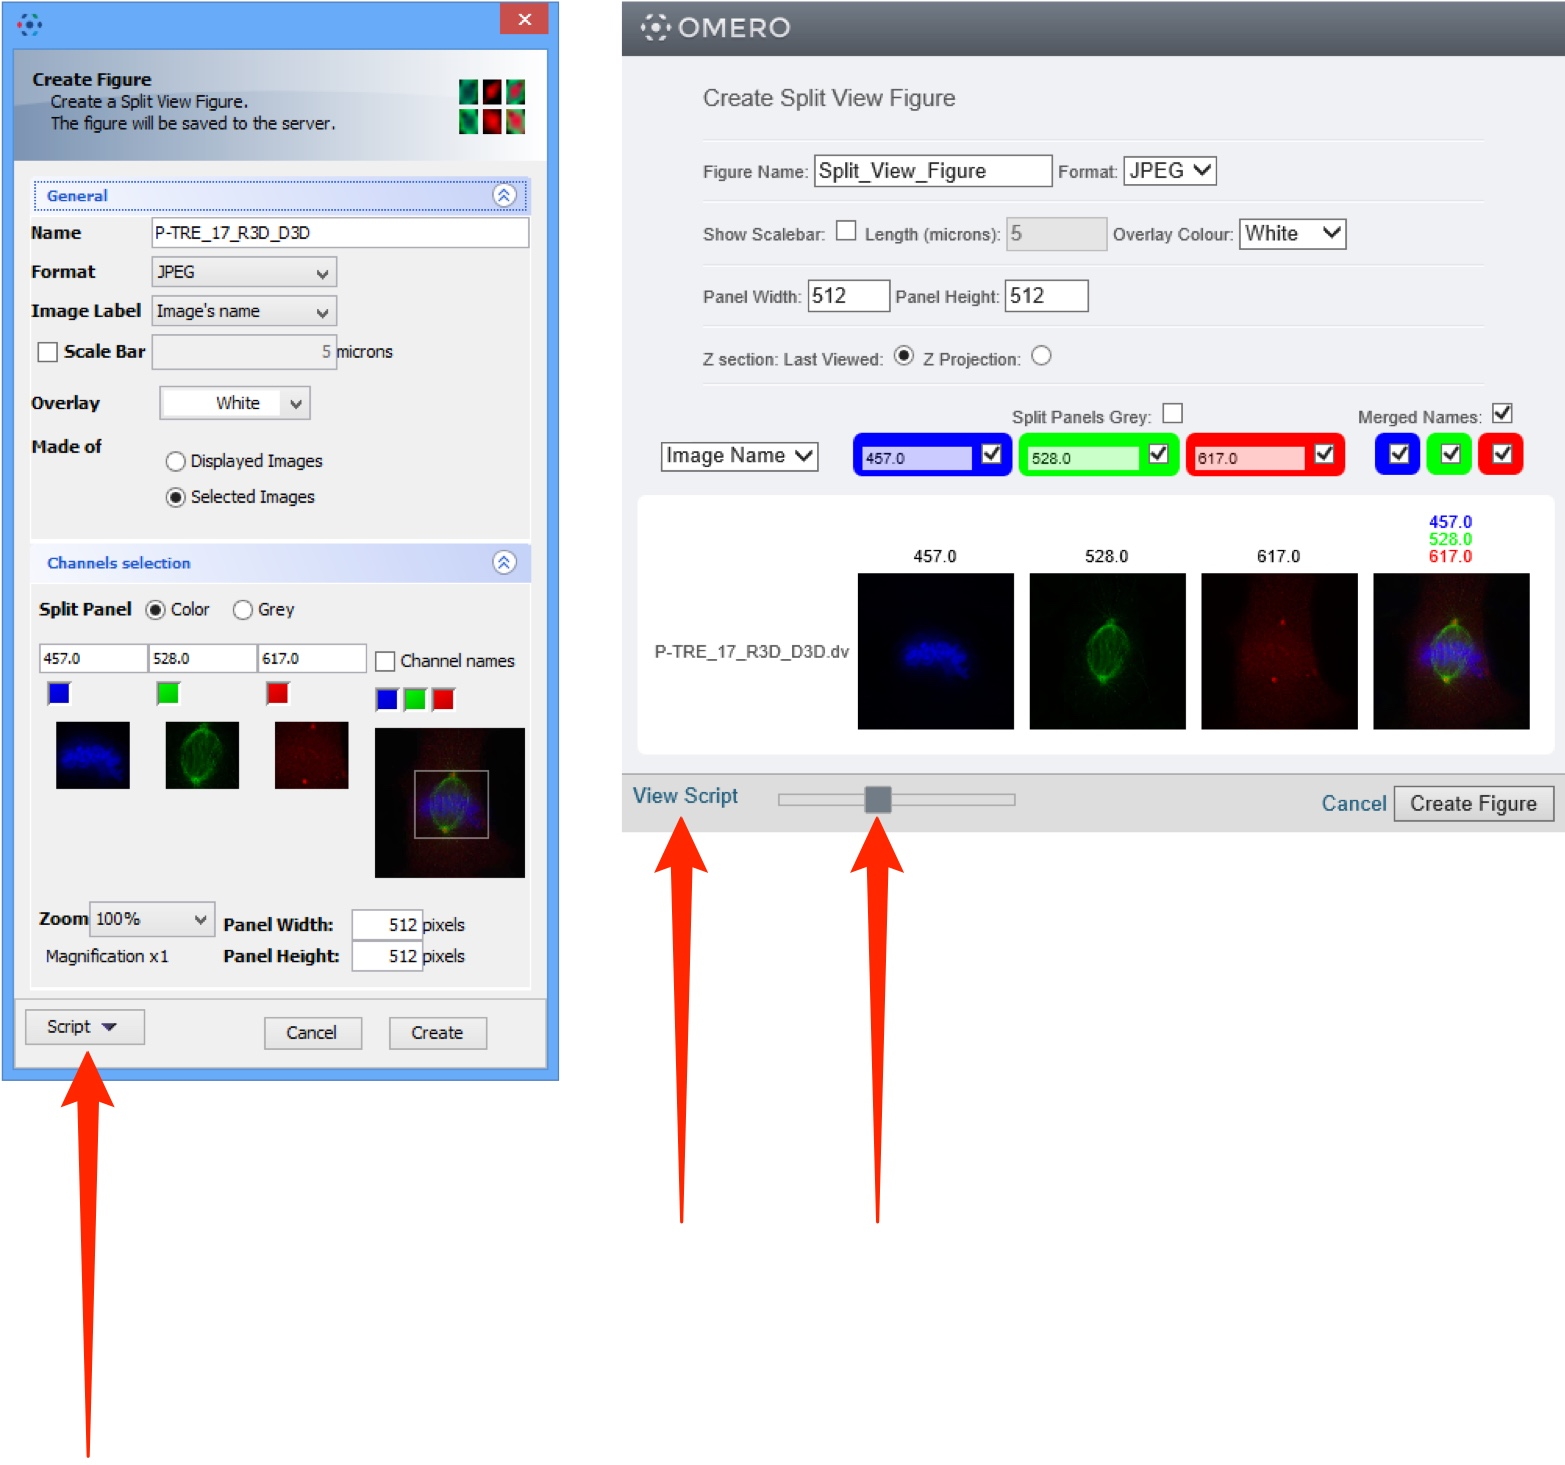 Create Figure
Create a Split View Figure.
The figure will be saved to the server.
General
Name P-TRE_17_R3D_D3D
Format JPEG
Image Label Image's name
Scale Bar 5 microns
Overlay White
Made of
Displayed Images
Selected Images
Channels selection
Split Panel Color Grey
457.0 528.0 617.0 Channel names
Zoom 100% Panel Width: 512 pixels
Magnification x1 Panel Height: 512 pixels
Script Cancel Create
OMERO
Create Split View Figure
Figure Name: Split_View_Figure Format: JPEG
Show Scalebar: Length (microns): 5 Overlay Colour: White
Panel Width: 512 Panel Height: 512
Z section: Last Viewed: Z Projection:
Split Panels Grey: Merged Names:
Image Name 457.0 528.0 617.0
457.0
528.0
457.0 528.0 617.0 617.0
P-TRE_17_R3D_D3D.dv
View Script Cancel Create Figure